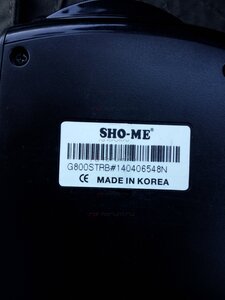 SHO-ME®
G800STRB#140406548N
CE MADE IN KOREA